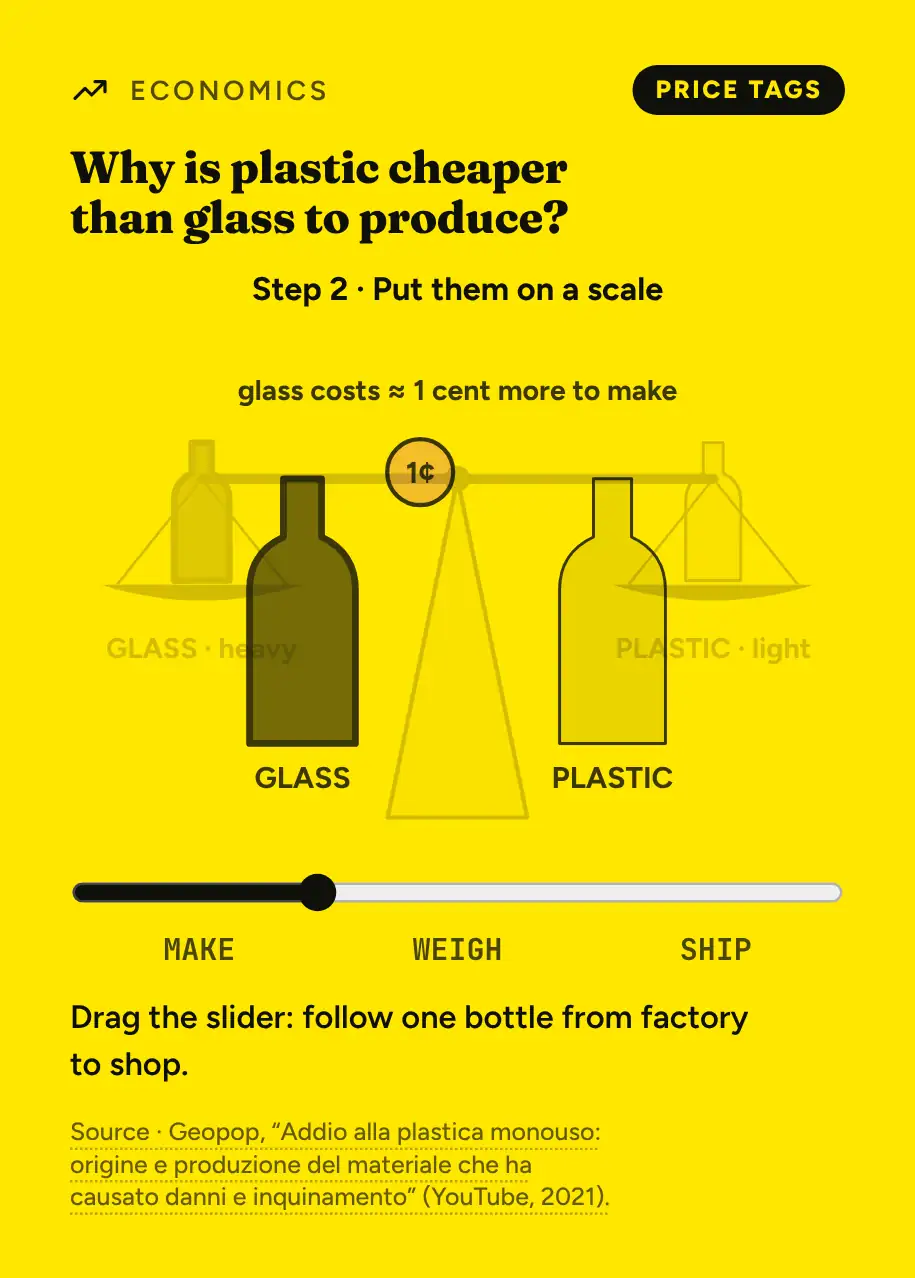 ECONOMICS
PRICE TAGS
Why is plastic cheaper
than glass to produce?
Step 2 · Put them on a scale
glass costs ≈ 1 cent more to make
1¢
GLASS · heavy
PLASTIC · light
GLASS
PLASTIC
MAKE
WEIGH
SHIP
Drag the slider: follow one bottle from factory
to shop.
Source · Geopop, “Addio alla plastica monouso:
origine e produzione del materiale che ha
causato danni e inquinamento” (YouTube, 2021).